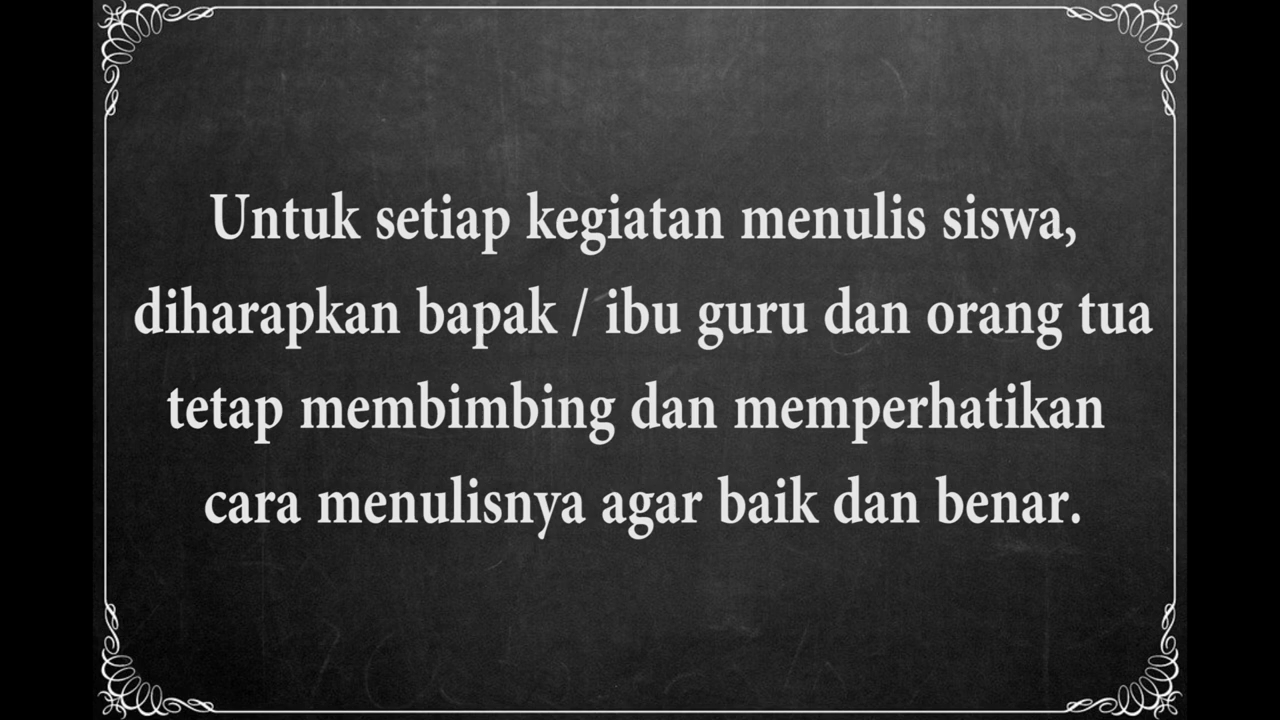 Untuk setiap kegiatan menulis siswa,
diharapkan bapak / ibu guru dan orang tua
tetap membimbing dan memperhatikan
cara menulisnya agar baik dan benar.